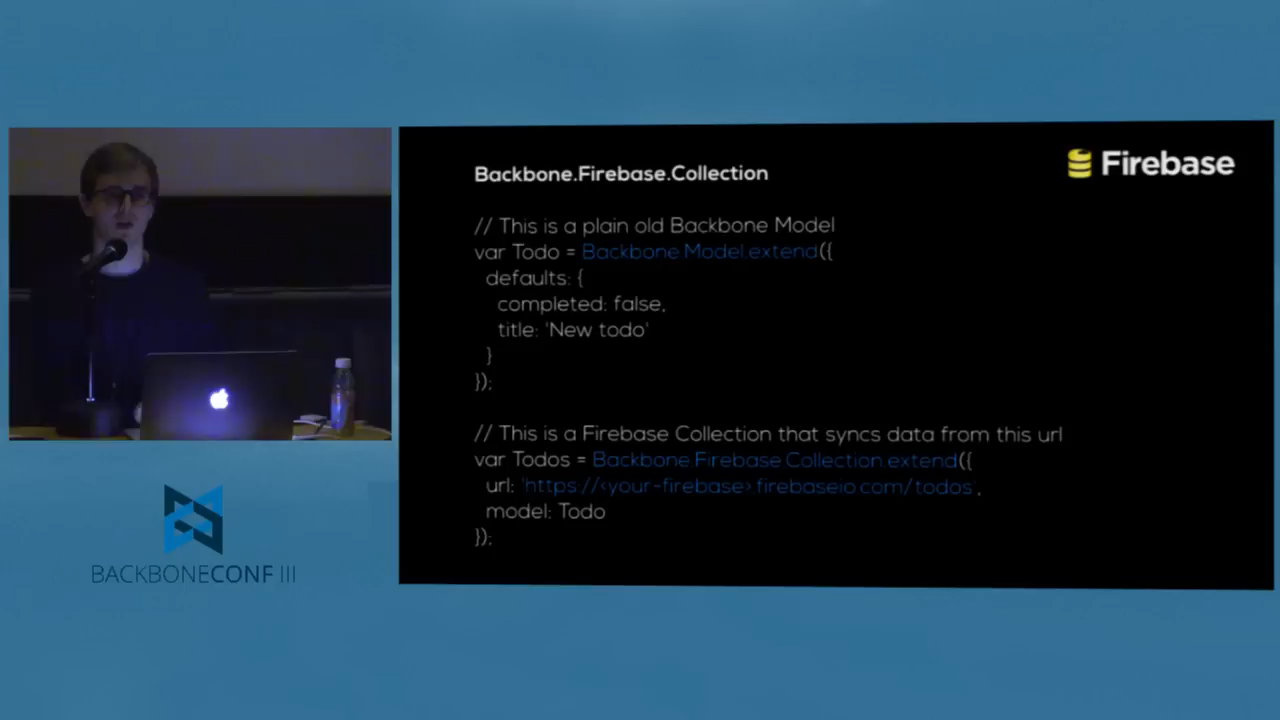 Firebase
Backbone.Firebase.Collection
// This is a plain old Backbone Model
var Todo = Backbone.Model.extend({
defaults: {
completed: false,
title: 'New todo'
}
});
// This is a Firebase Collection that syncs data from this url
var Todos = Backbone.Firebase.Collection.extend({
url: 'https://<your-firebase>.firebaseio.com/todos',
model: Todo
});
BACKBONECONF III